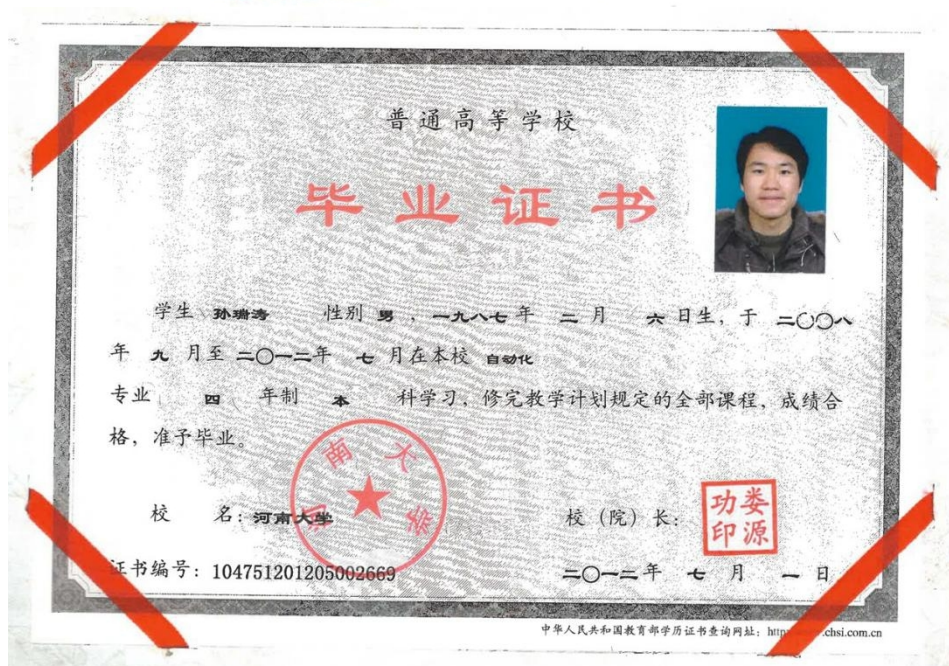 普通高等学校
毕业证书
学生 孙瑞涛 性别 男 ，一九八七年 二 月 六 日生，于 二〇〇八
年 九 月至 二〇一二年 七 月在本校 自动化
专业 四 年制 本 科学习，修完教学计划规定的全部课程，成绩合
格，准予毕业。
河南大学
校 名：河南大学
校（院）长：
娄源功印
证书编号：104751201205002669
二〇一二年 七 月 一 日
中华人民共和国教育部学历证书查询网址：http .chsi.com.cn